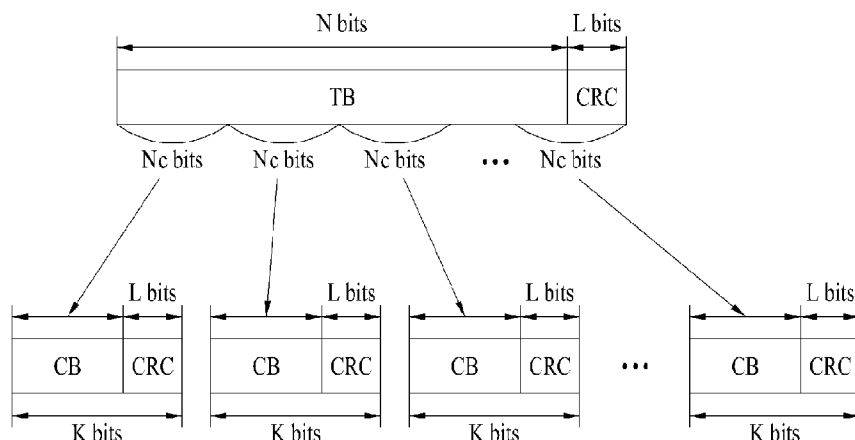 N bits L bits
TB CRC
Nc bits Nc bits Nc bits ••• Nc bits
L bits L bits L bits L bits
CB CRC CB CRC CB CRC ••• CB CRC
K bits K bits K bits K bits